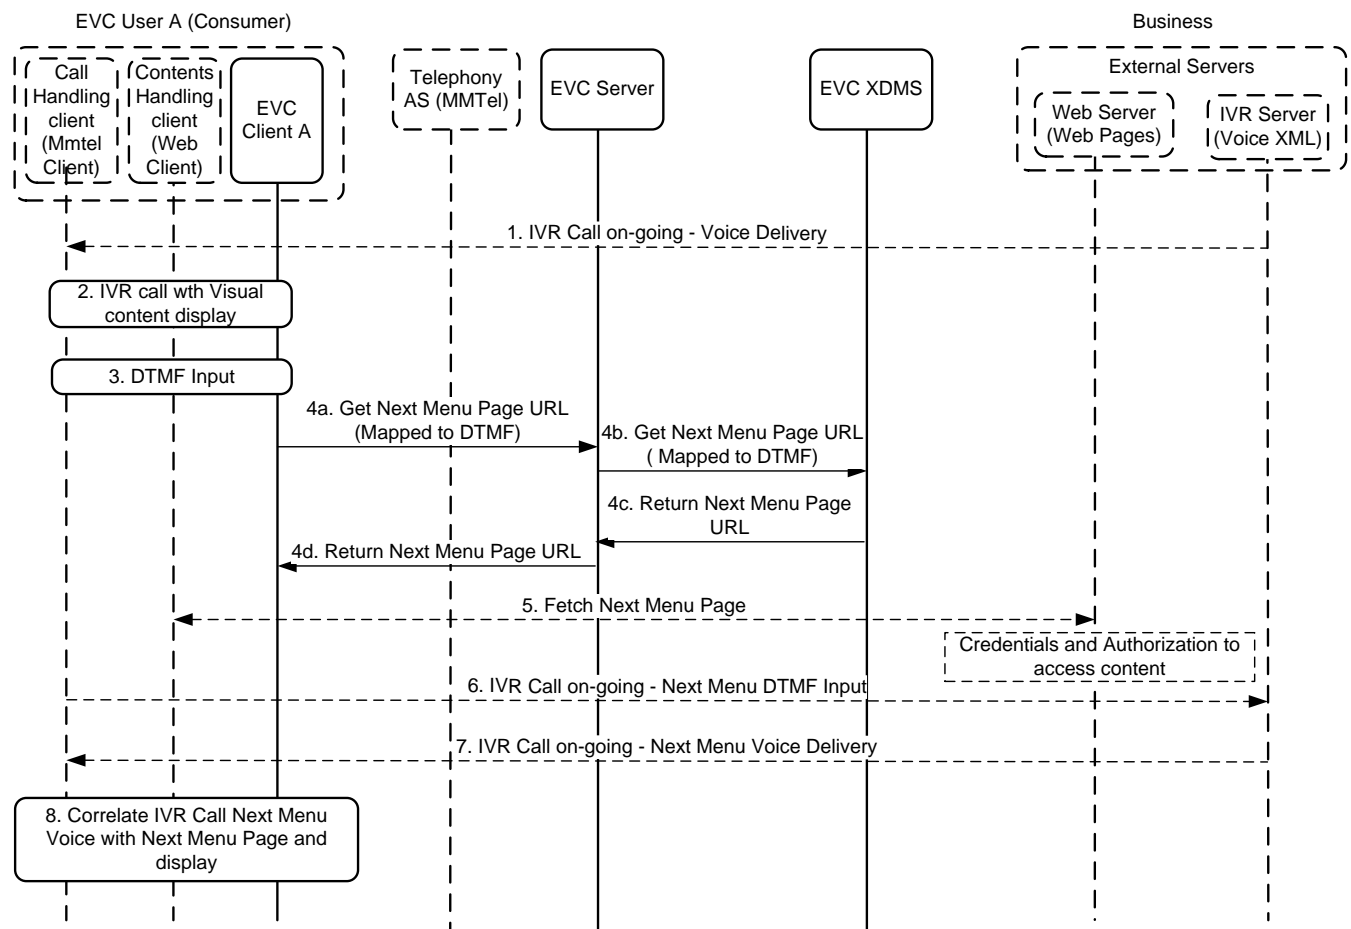 EVC User A (Consumer)
Business
Call
Handling
client
(Mmtel
Client)
Contents
Handling
client
(Web
Client)
EVC
Client A
Telephony
AS (MMTel)
EVC Server
EVC XDMS
External Servers
Web Server
(Web Pages)
IVR Server
(Voice XML)
1. IVR Call on-going - Voice Delivery
2. IVR call wth Visual
content display
3. DTMF Input
4a. Get Next Menu Page URL
(Mapped to DTMF)
4b. Get Next Menu Page URL
( Mapped to DTMF)
4c. Return Next Menu Page
URL
4d. Return Next Menu Page URL
5. Fetch Next Menu Page
Credentials and Authorization to
access content
6. IVR Call on-going - Next Menu DTMF Input
7. IVR Call on-going - Next Menu Voice Delivery
8. Correlate IVR Call Next Menu
Voice with Next Menu Page and
display